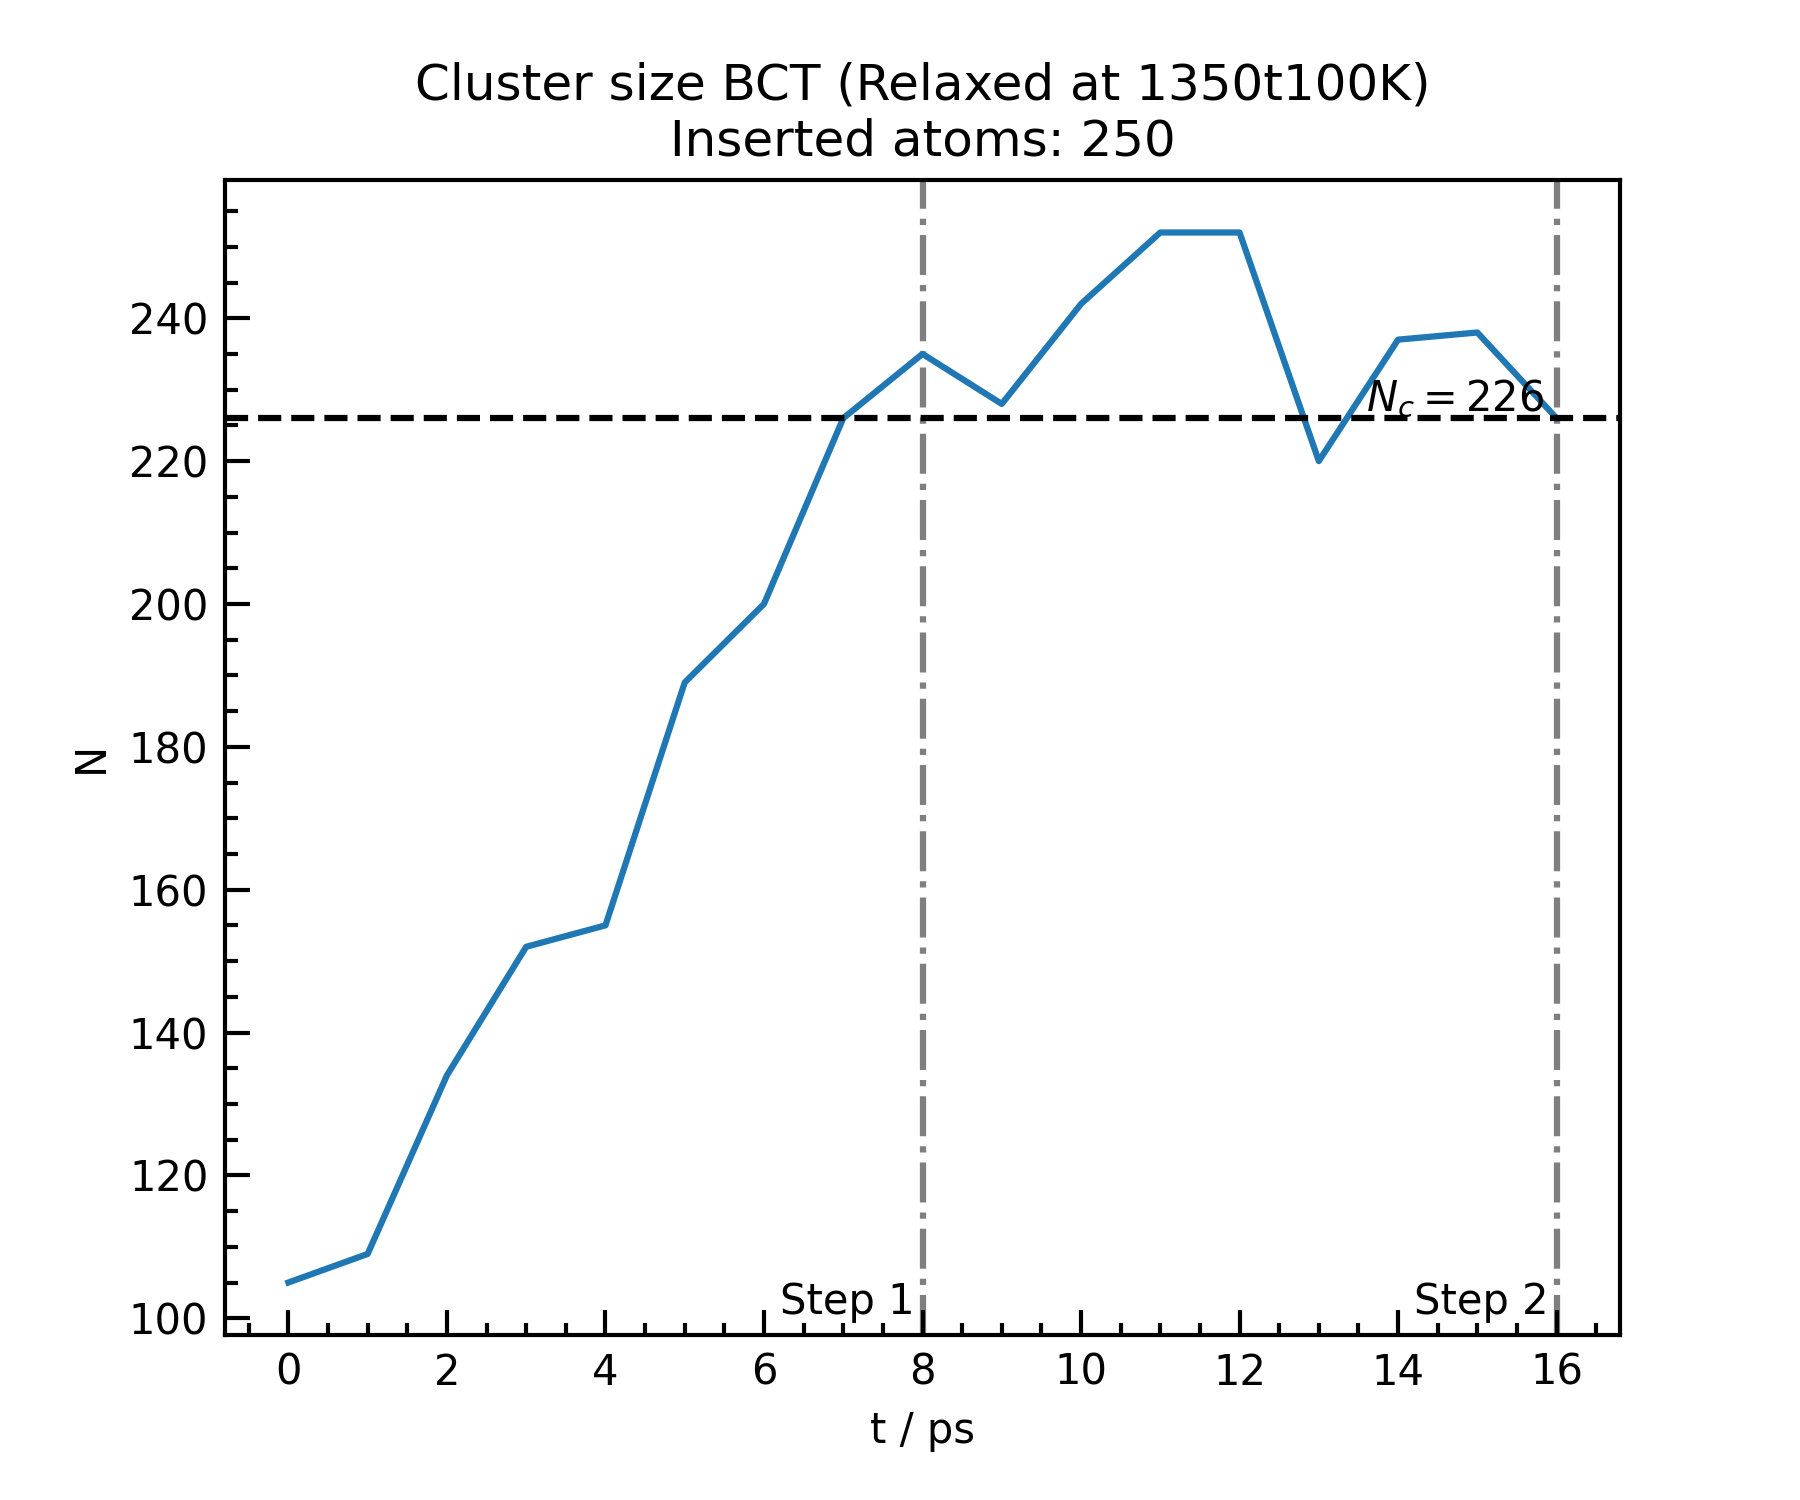 Cluster size BCT (Relaxed at 1350t100K)
Inserted atoms: 250
240
220
200
180
160
140
120
100
N
N_c = 226
Step 1
Step 2
0 2 4 6 8 10 12 14 16
t / ps